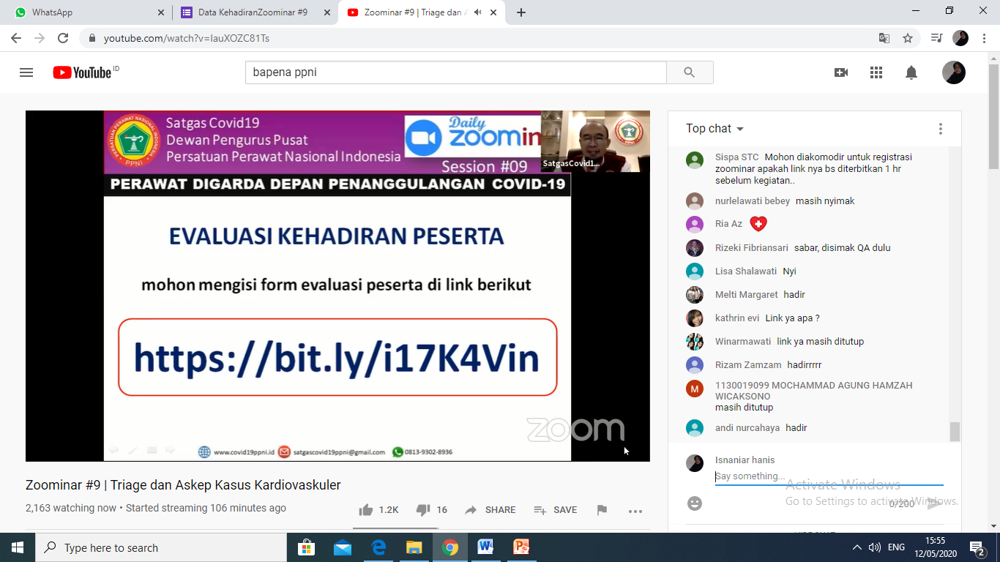 WhatsApp
Data KehadiranZoominar #9
Zoominar #9 | Triage dan A
youtube.com/watch?v=IauXOZC81Ts
YouTube ID
bapena ppni
PERSATUAN PERAWAT NASIONAL INDONESIA
PPNI
Satgas Covid19
Dewan Pengurus Pusat
Persatuan Perawat Nasional Indonesia
Daily
zoomin
Session #09
SatgasCovid1...
PERAWAT DIGARDA DEPAN PENANGGULANGAN COVID-19
EVALUASI KEHADIRAN PESERTA
mohon mengisi form evaluasi peserta di link berikut
https://bit.ly/i17K4Vin
zoom
www.covid19ppni.id
satgascovid19ppni@gmail.com
0813-9302-8936
Zoominar #9 | Triage dan Askep Kasus Kardiovaskuler
2,163 watching now • Started streaming 106 minutes ago
1.2K
16
SHARE
SAVE
Top chat
Sispa STC Mohon diakomodir untuk registrasi
zoominar apakah link nya bs diterbitkan 1 hr
sebelum kegiatan..
nurlelawati bebey masih nyimak
Ria Az
Rizeki Fibriansari sabar, disimak QA dulu
Lisa Shalawati Nyi
Melti Margaret hadir
kathrin evi Link ya apa ?
Winarmawati link ya masih ditutup
Rizam Zamzam hadirrrrr
M
1130019099 MOCHAMMAD AGUNG HAMZAH
WICAKSONO
masih ditutup
andi nurcahaya hadir
Isnaniar hanis
Say something...
0/200
Activate Windows
Go to Settings to activate Windows.
Type here to search
ENG
15:55
12/05/2020
2